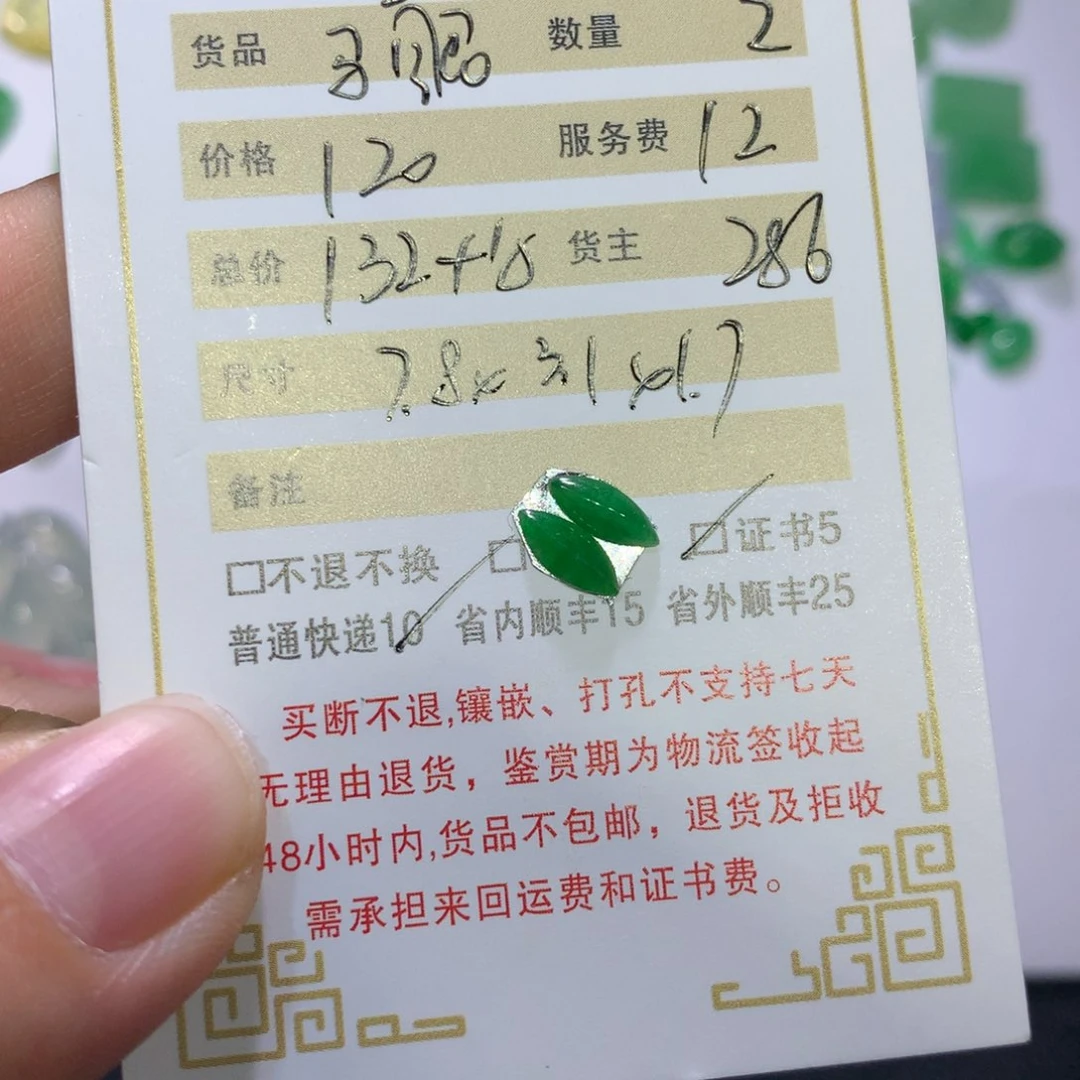 货品 马眼 数量 2
价格 120 服务费 12
总价 132+10 货主 286
尺寸 7.8x3.1x1.7
备注
□不退不换 □ □证书5
普通快递10 省内顺丰15 省外顺丰25
买断不退,镶嵌、打孔不支持七天
无理由退货，鉴赏期为物流签收起
48小时内,货品不包邮，退货及拒收
需承担来回运费和证书费。